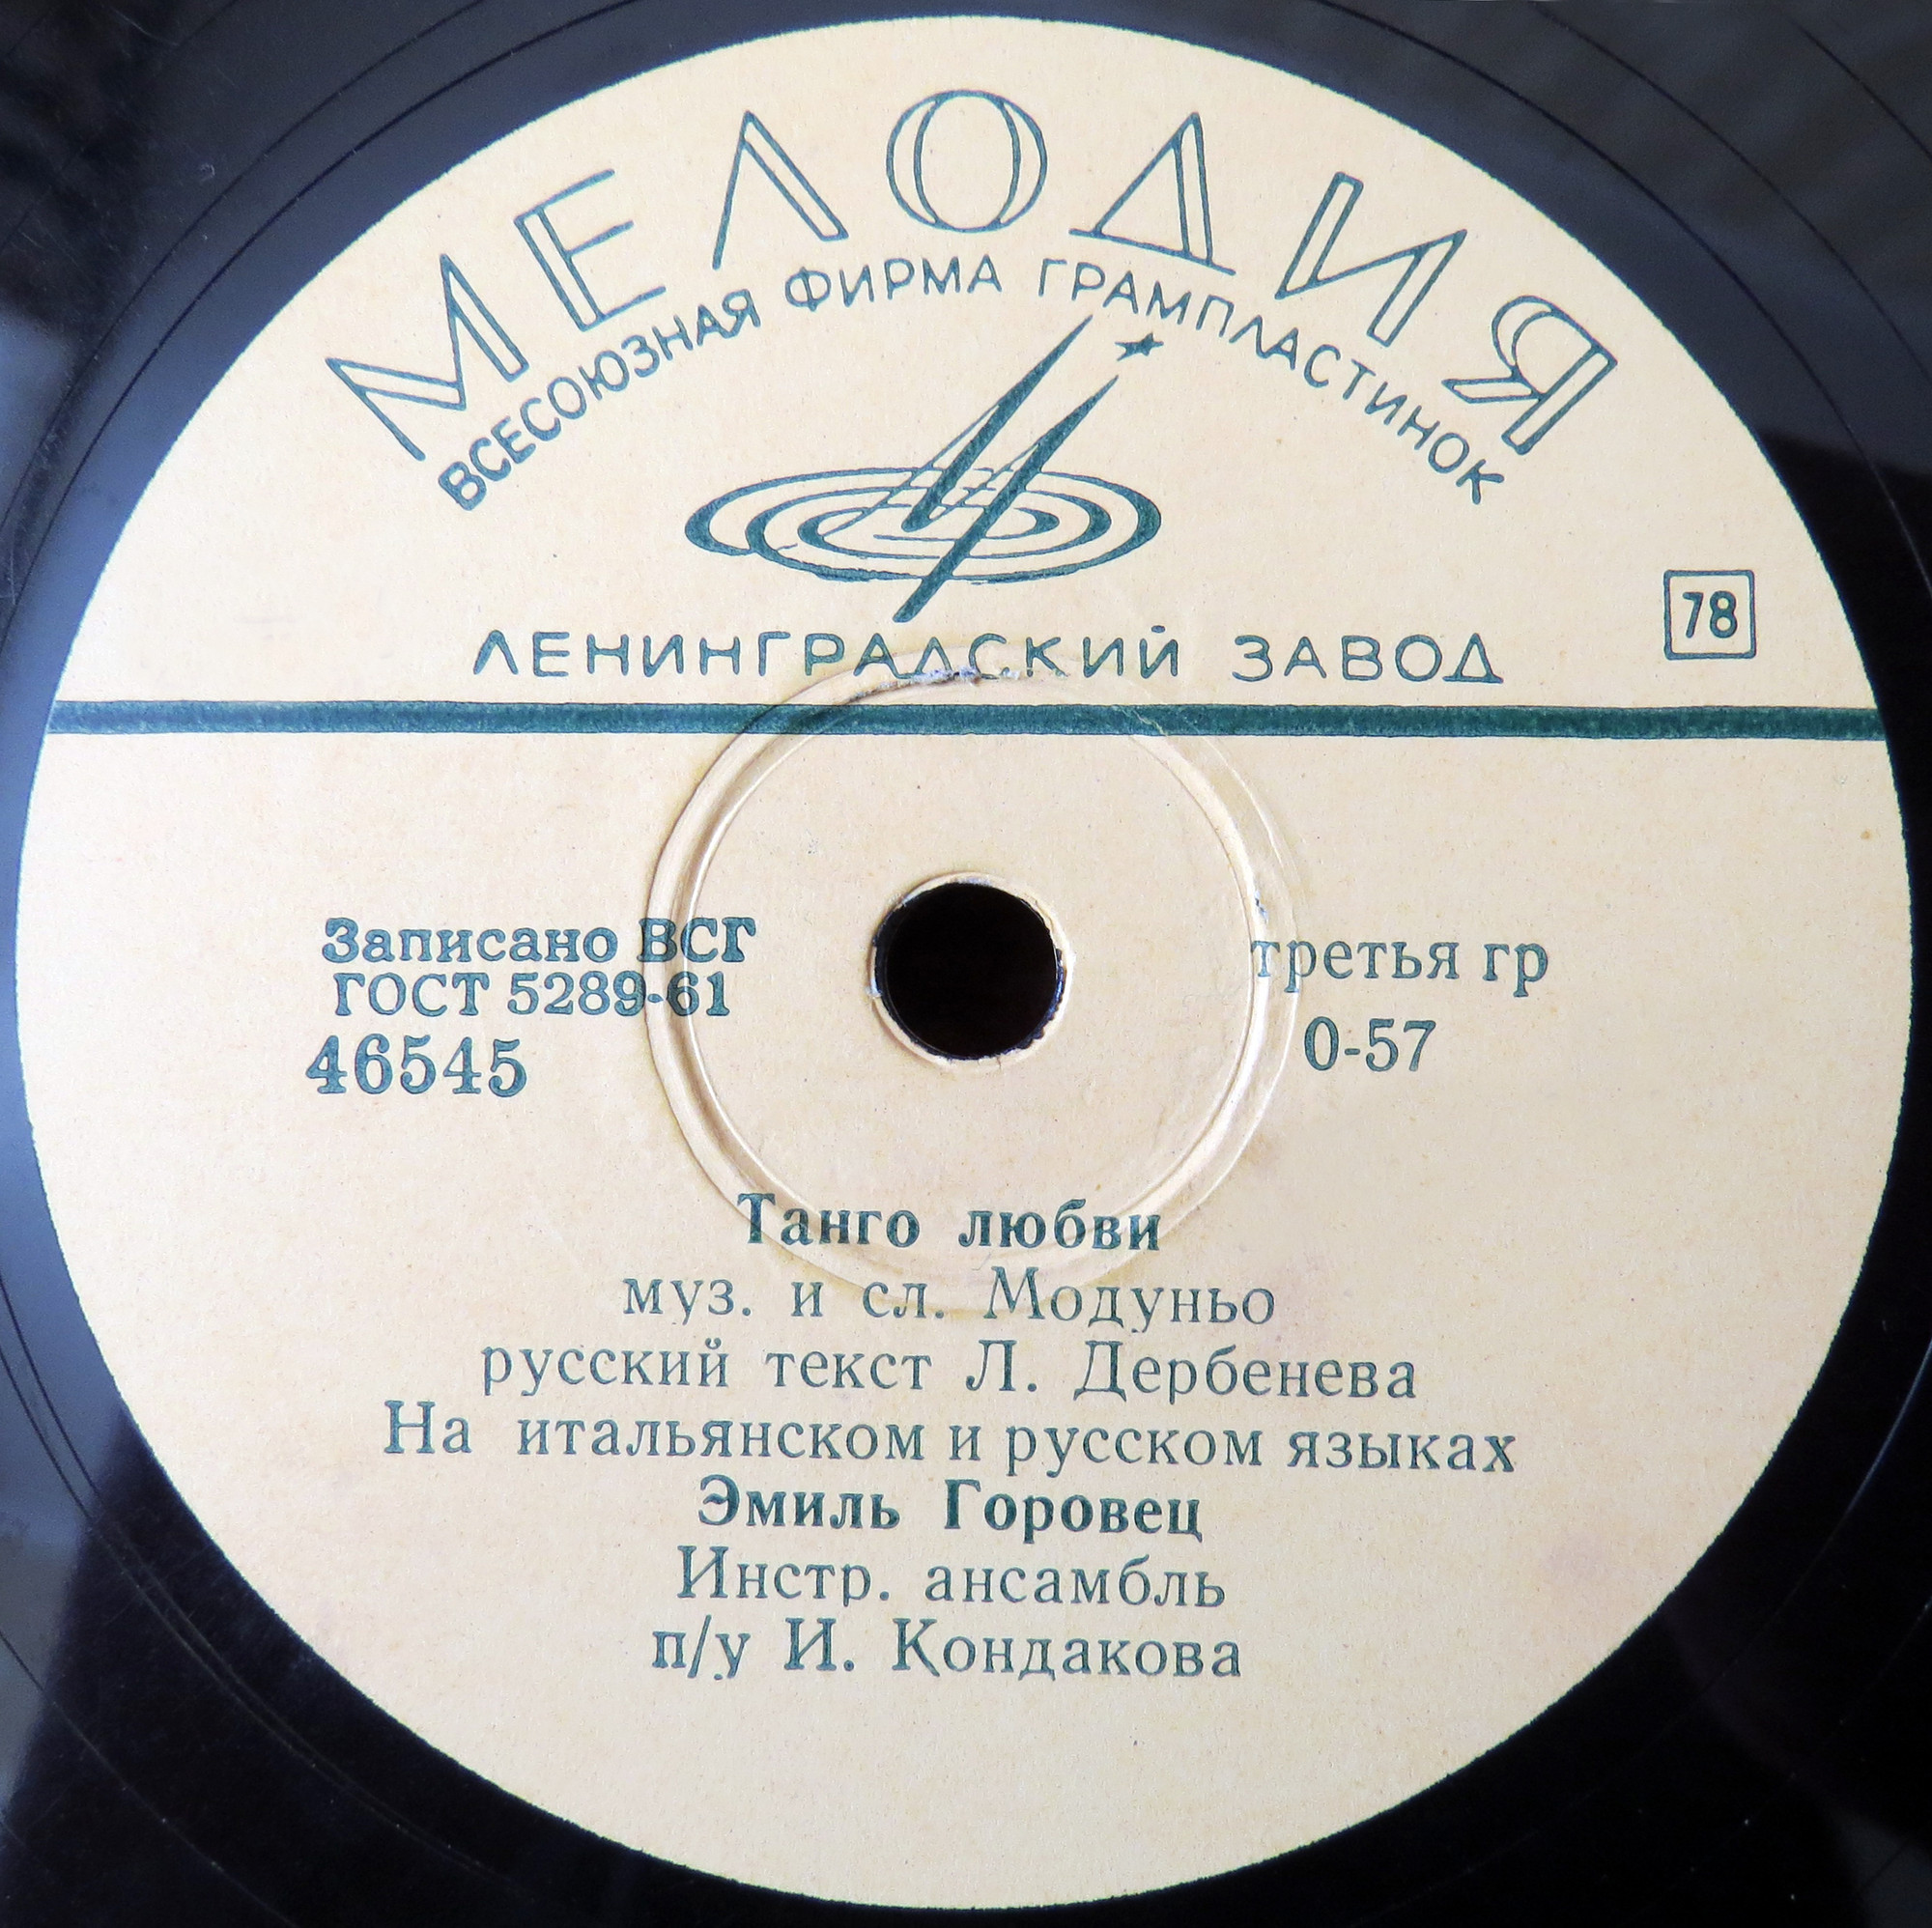 МЕЛОДИЯ
ВСЕСОЮЗНАЯ ФИРМА ГРАМПЛАСТИНОК
ЛЕНИНГРАДСКИЙ ЗАВОД
78
Записано ВСГ
ГОСТ 5289-61
46545
третья гр
0-57
Танго любви
муз. и сл. Модуньо
русский текст Л. Дербенева
На итальянском и русском языках
Эмиль Горовец
Инстр. ансамбль
п/у И. Кондакова